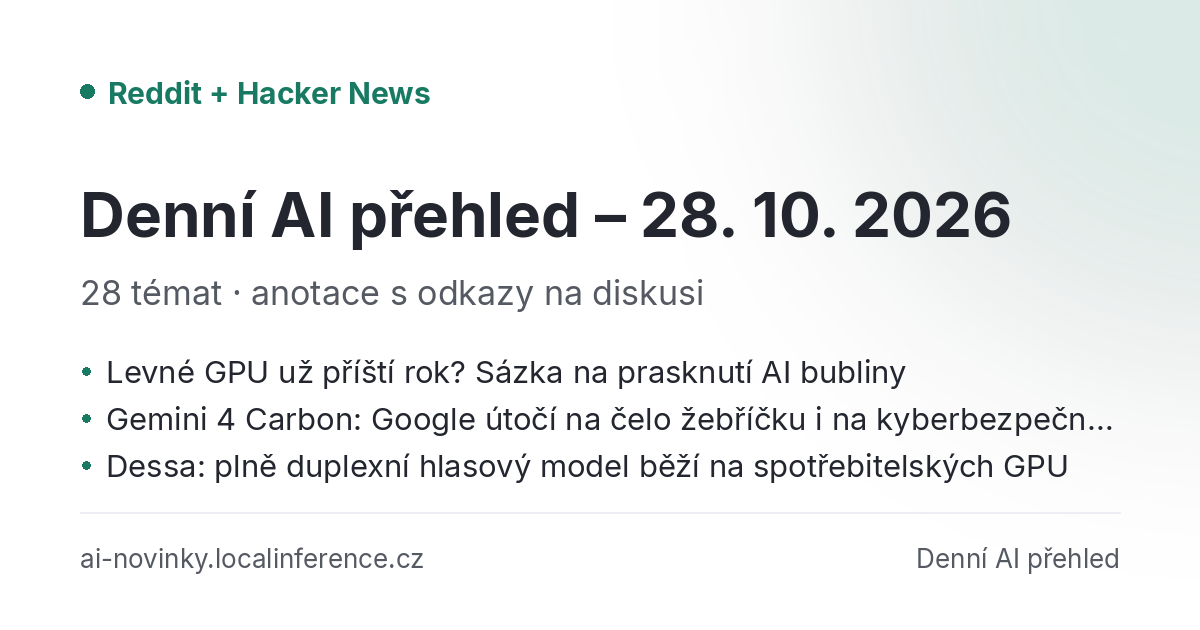 Reddit + Hacker News
Denní AI přehled – 28. 10. 2026
28 témat · anotace s odkazy na diskusi
• Levné GPU už příští rok? Sázka na prasknutí AI bubliny
• Gemini 4 Carbon: Google útočí na čelo žebříčku i na kyberbezpečn...
• Dessa: plně duplexní hlasový model běží na spotřebitelských GPU
ai-novinky.localinference.cz
Denní AI přehled